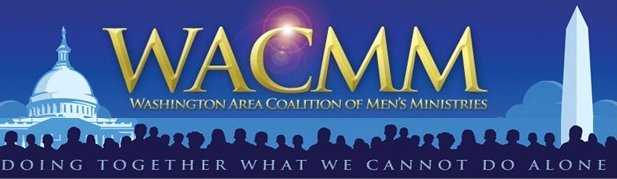 WACMM
WASHINGTON AREA COALITION OF MEN'S MINISTRIES
DOING TOGETHER WHAT WE CANNOT DO ALONE